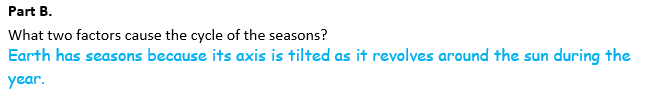 Part B.
What two factors cause the cycle of the seasons?
Earth has seasons because its axis is tilted as it revolves around the sun during the
year.